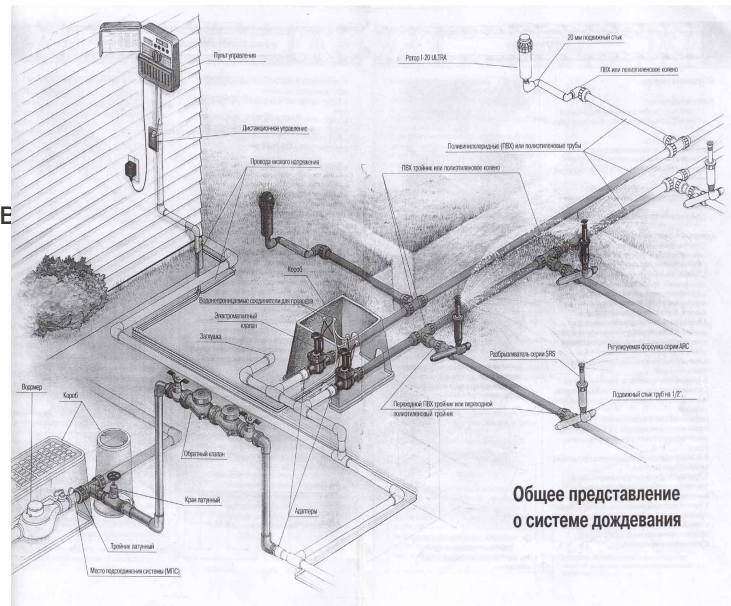 Пульт управления
Дистанционное управление
Провода низкого напряжения
Ротор I-20 ULTRA
20 мм подвижный стык
ПВХ или полиэтиленовое колено
Поливинилхлоридные (ПВХ) или полиэтиленовые трубы
ПВХ тройник или полиэтиленовое колено
В
Короб
Водонепроницаемые соединители для проводов
Электромагнитный
клапан
Заглушка
Водомер
Короб
Обратный клапан
Кран латунный
Тройник латунный
Место подсоединения системы (МПС)
Адаптеры
Переходной ПВХ тройник или переходной
полиэтиленовый тройник
Разбрызгиватель серии SRS
Регулируемая форсунка серии ARC
Подвижный стык труб на 1/2".
Общее представление
о системе дождевания